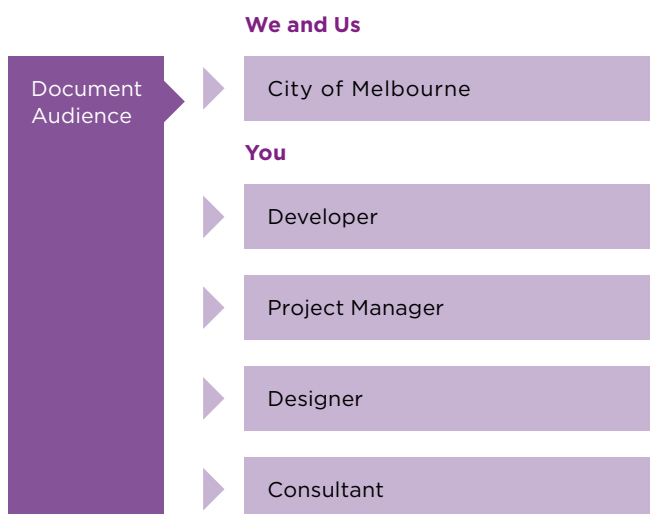 We and Us
Document
Audience
City of Melbourne
You
Developer
Project Manager
Designer
Consultant